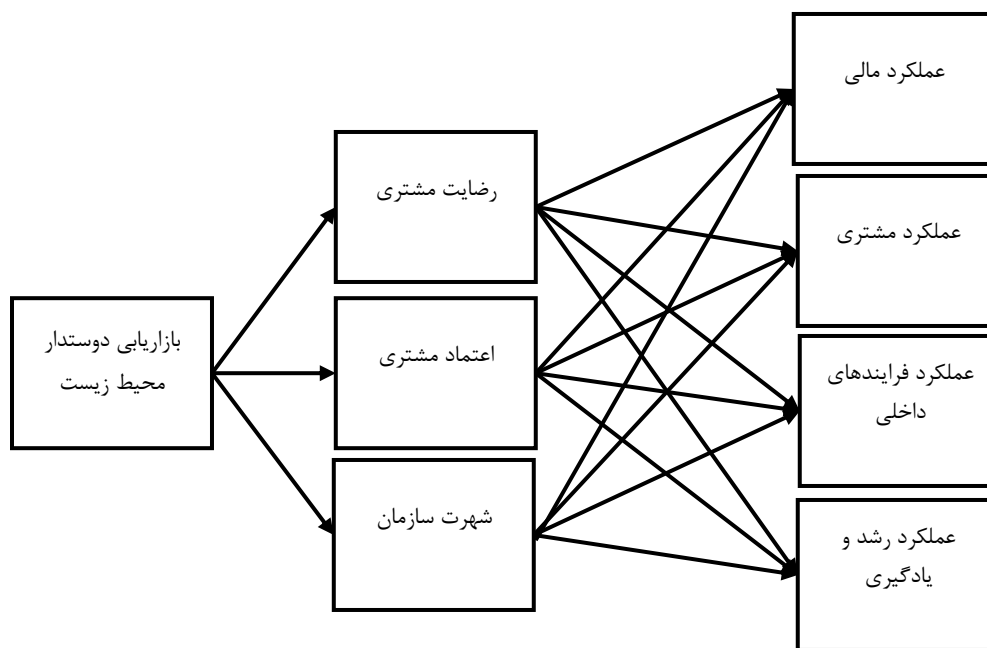 عملکرد مالی
رضایت مشتری
عملکرد مشتری
بازاریابی دوستدار
محیط زیست
اعتماد مشتری
عملکرد فرایندهای
داخلی
شهرت سازمان
عملکرد رشد و
یادگیری